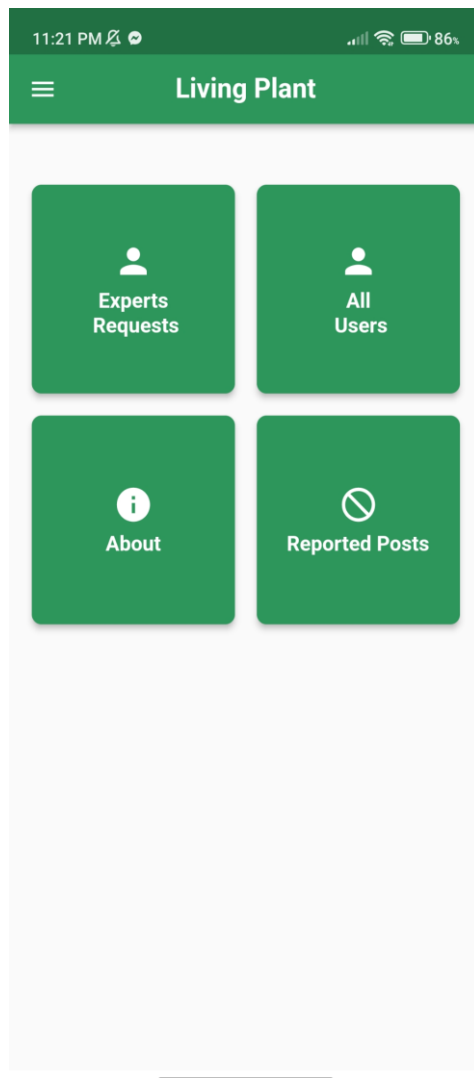 11:21 PM 86%
Living Plant
Experts
Requests
All
Users
About
Reported Posts